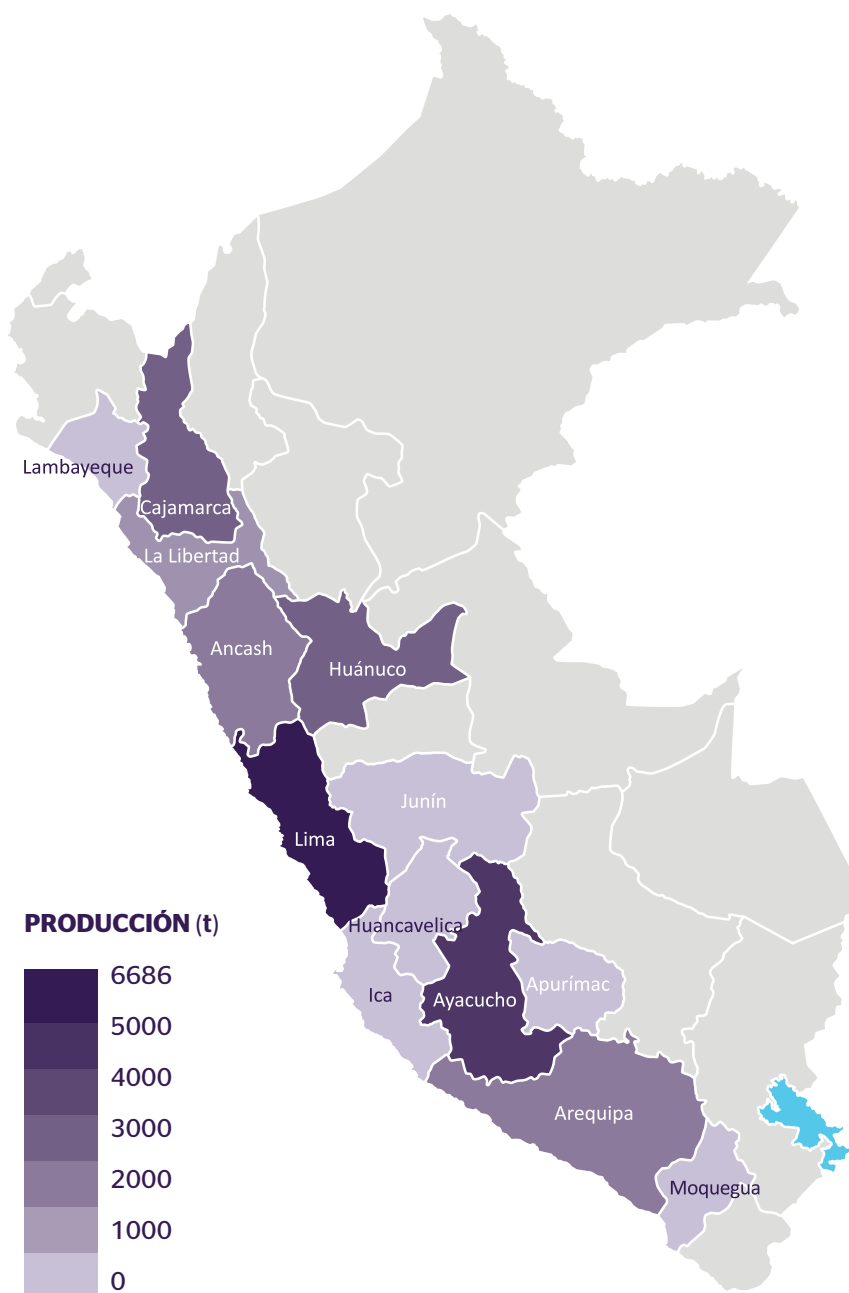 Lambayeque
Cajamarca
La Libertad
Ancash
Huánuco
Junín
Lima
Huancavelica
Apurímac
Ica
Ayacucho
Arequipa
Moquegua
PRODUCCIÓN (t)
6686
5000
4000
3000
2000
1000
0